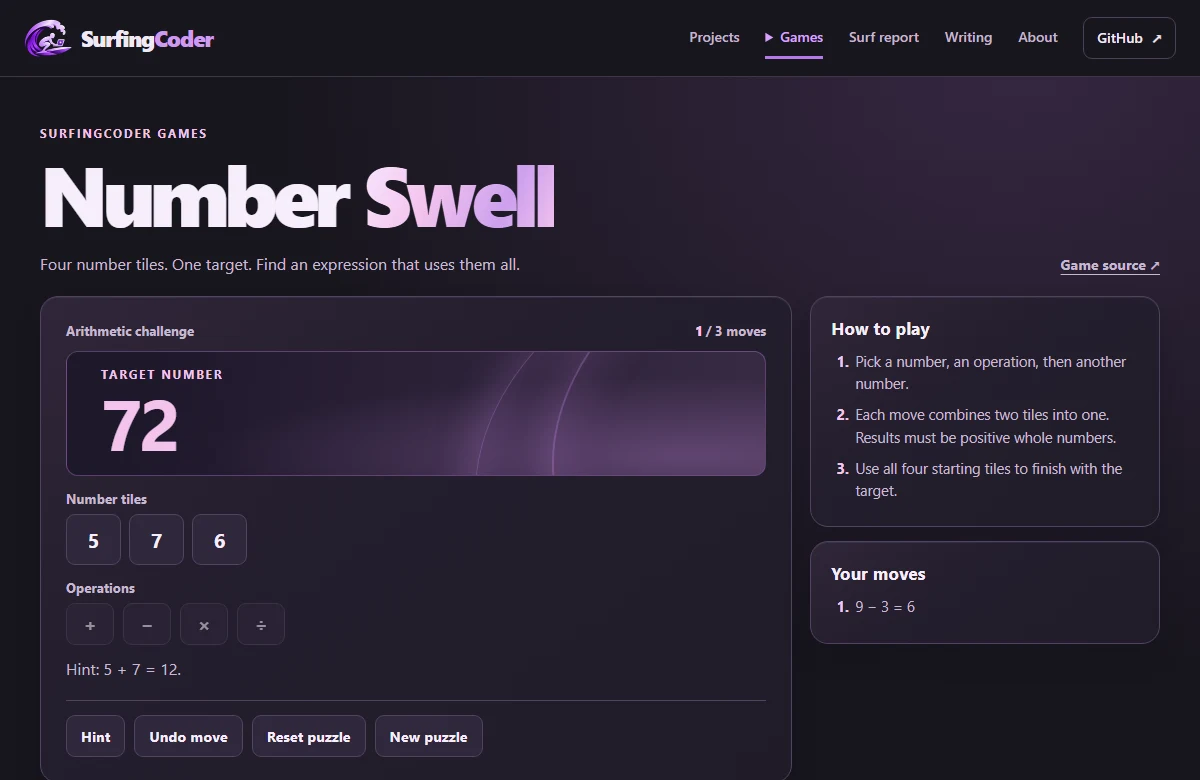 SurfingCoder
Projects
▶ Games
Surf report
Writing
About
GitHub ↗
SURFINGCODER GAMES
Number Swell
Four number tiles. One target. Find an expression that uses them all.
Game source ↗
Arithmetic challenge
1 / 3 moves
TARGET NUMBER
72
Number tiles
5 7 6
Operations
+ − × ÷
Hint: 5 + 7 = 12.
Hint
Undo move
Reset puzzle
New puzzle
How to play
1. Pick a number, an operation, then another
number.
2. Each move combines two tiles into one.
Results must be positive whole numbers.
3. Use all four starting tiles to finish with the
target.
Your moves
1. 9 − 3 = 6